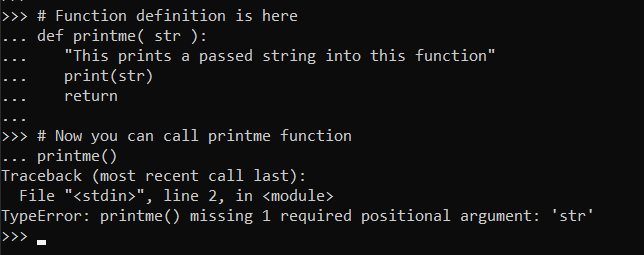 >>> # Function definition is here
... def printme( str ):
...    "This prints a passed string into this function"
...    print(str)
...    return
...
>>> # Now you can call printme function
... printme()
Traceback (most recent call last):
  File "<stdin>", line 2, in <module>
TypeError: printme() missing 1 required positional argument: 'str'
>>>